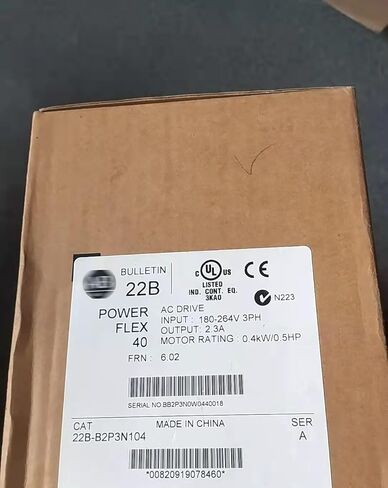 BULLETIN
22B
C UL US
LISTED
IND. CONT. EQ.
3KA0
N223
POWER
FLEX
40
AC DRIVE
INPUT : 180-264V 3PH
OUTPUT: 2.3A
MOTOR RATING : 0.4kW/0.5HP
FRN : 6.02
SERIAL NO.BB2P3N0W0440018
CAT
MADE IN CHINA
SER
22B-B2P3N104
A
*00820919078460*